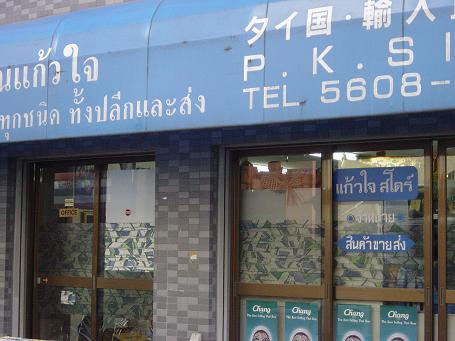 นแก้วใจ
ทุกชนิด ทั้งปลีกและส่ง
タイ国・輸入
P.K.S
TEL 5608-
OFFICE
แก้วใจ สโตร์
จำหน่าย
สินค้าขายส่ง
Chang
Chang
Chang
Chang